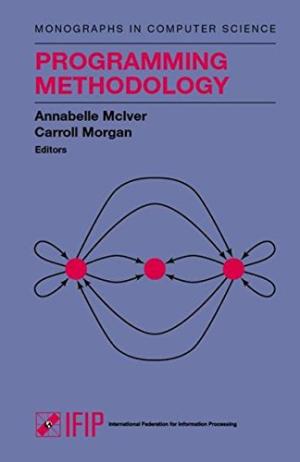 MONOGRAPHS IN COMPUTER SCIENCE
PROGRAMMING
METHODOLOGY
Annabelle McIver
Carroll Morgan
Editors
IFIP International Federation for Information Processing